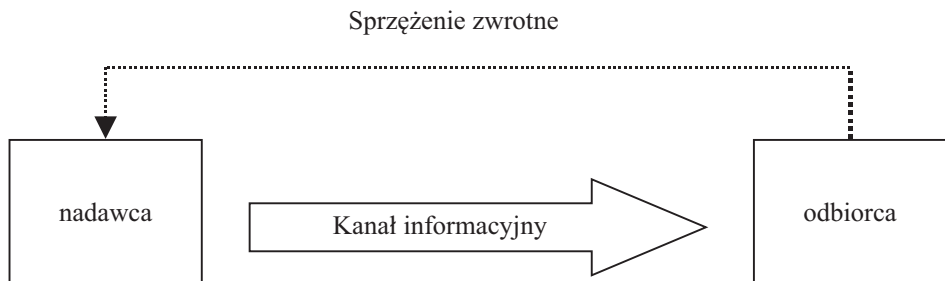 Sprzężenie zwrotne
nadawca
Kanał informacyjny
odbiorca